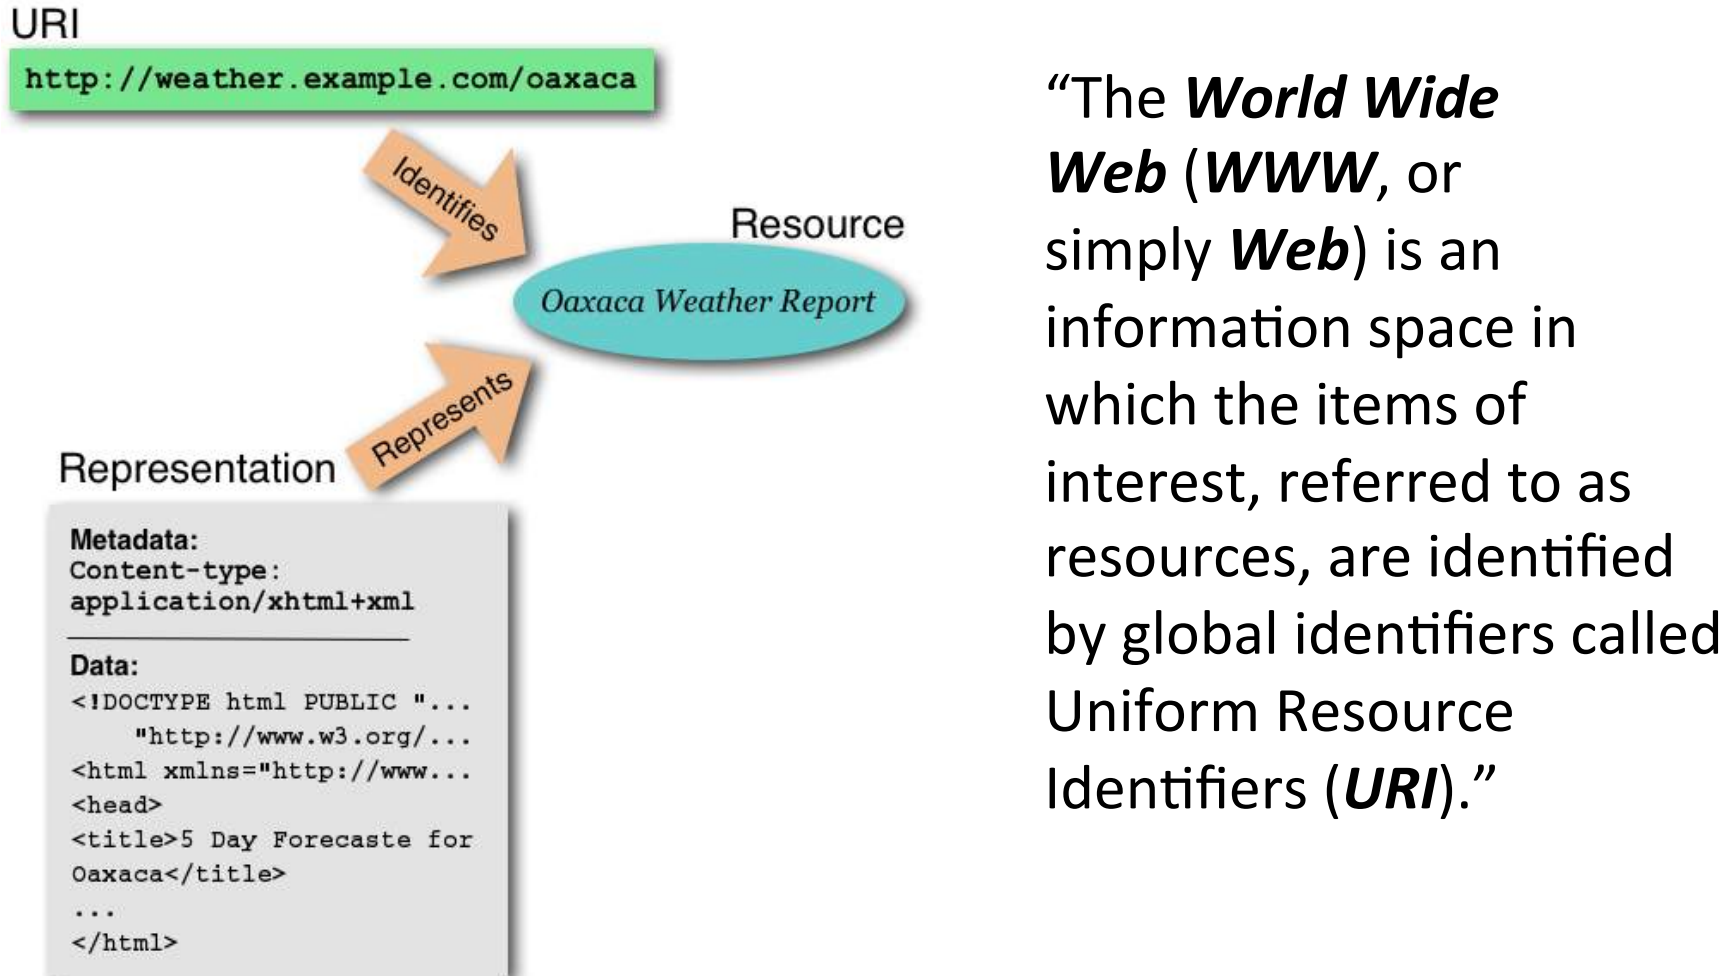 URI
http://weather.example.com/oaxaca
Identifies
Resource
Oaxaca Weather Report
Represents
Representation
Metadata:
Content-type:
application/xhtml+xml
Data:
<!DOCTYPE html PUBLIC "...
"http://www.w3.org/...
<html xmlns="http://www...
<head>
<title>5 Day Forecaste for
Oaxaca</title>
...
</html>
“The World Wide
Web (WWW, or
simply Web) is an
information space in
which the items of
interest, referred to as
resources, are identified
by global identifiers called
Uniform Resource
Identifiers (URI).”